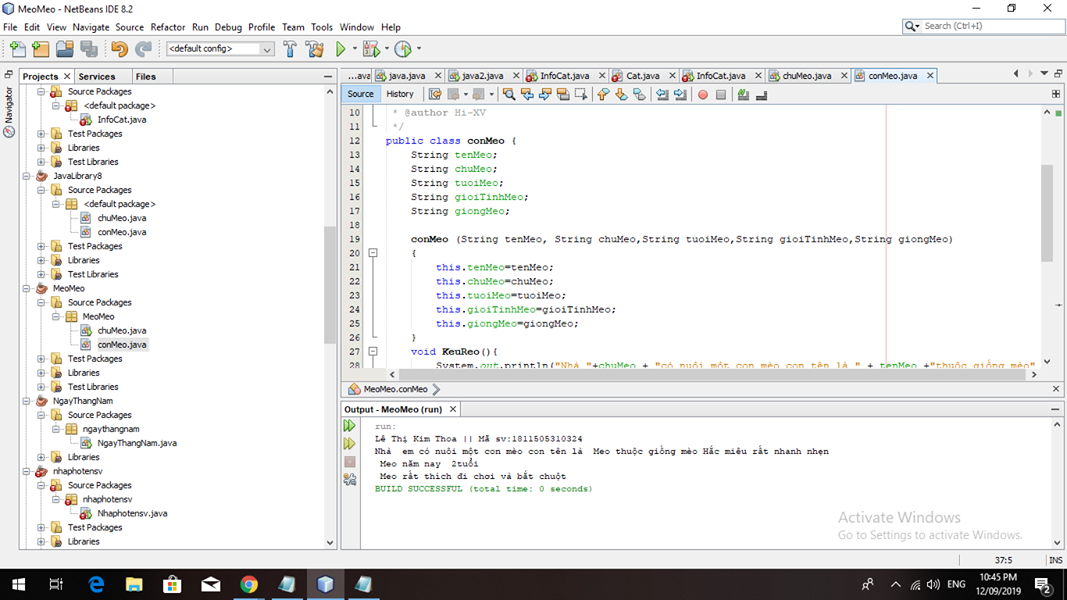 MeoMeo - NetBeans IDE 8.2
File Edit View Navigate Source Refactor Run Debug Profile Team Tools Window Help
Search (Ctrl+I)
<default config>
Projects Services Files
Navigator
Source Packages
<default package>
InfoCat.java
Test Packages
Libraries
Test Libraries
JavaLibrary8
Source Packages
<default package>
chuMeo.java
conMeo.java
Test Packages
Libraries
Test Libraries
MeoMeo
Source Packages
MeoMeo
chuMeo.java
conMeo.java
Test Packages
Libraries
Test Libraries
NgayThangNam
Source Packages
ngaythangnam
NgayThangNam.java
Libraries
nhaphotensv
Source Packages
nhaphotensv
Nhaphotensv.java
Test Packages
Libraries
...ava java.java java2.java InfoCat.java Cat.java InfoCat.java chuMeo.java conMeo.java
Source History
10 * @author Hi-XV
11 */
12 public class conMeo {
13 String tenMeo;
14 String chuMeo;
15 String tuoiMeo;
16 String gioiTinhMeo;
17 String giongMeo;
18
19 conMeo (String tenMeo, String chuMeo,String tuoiMeo,String gioiTinhMeo,String giongMeo)
20 {
21 this.tenMeo=tenMeo;
22 this.chuMeo=chuMeo;
23 this.tuoiMeo=tuoiMeo;
24 this.gioiTinhMeo=gioiTinhMeo;
25 this.giongMeo=giongMeo;
26 }
27 void KeuReo(){
28 System.out.println("Nhà "+chuMeo + "có nuôi một con mèo con tên là " + tenMeo +"thuộc giống mèo"
MeoMeo.conMeo
Output - MeoMeo (run)
run:
Lê Thị Kim Thoa || Mã sv:1811505310324
Nhà em có nuôi một con mèo con tên là Meo thuộc giống mèo Hắc miêu rất nhanh nhẹn
Meo năm nay 2tuổi
Meo rất thích đi chơi và bắt chuột
BUILD SUCCESSFUL (total time: 0 seconds)
Activate Windows
Go to Settings to activate Windows.
37:5 INS
ENG
10:45 PM
12/09/2019
2